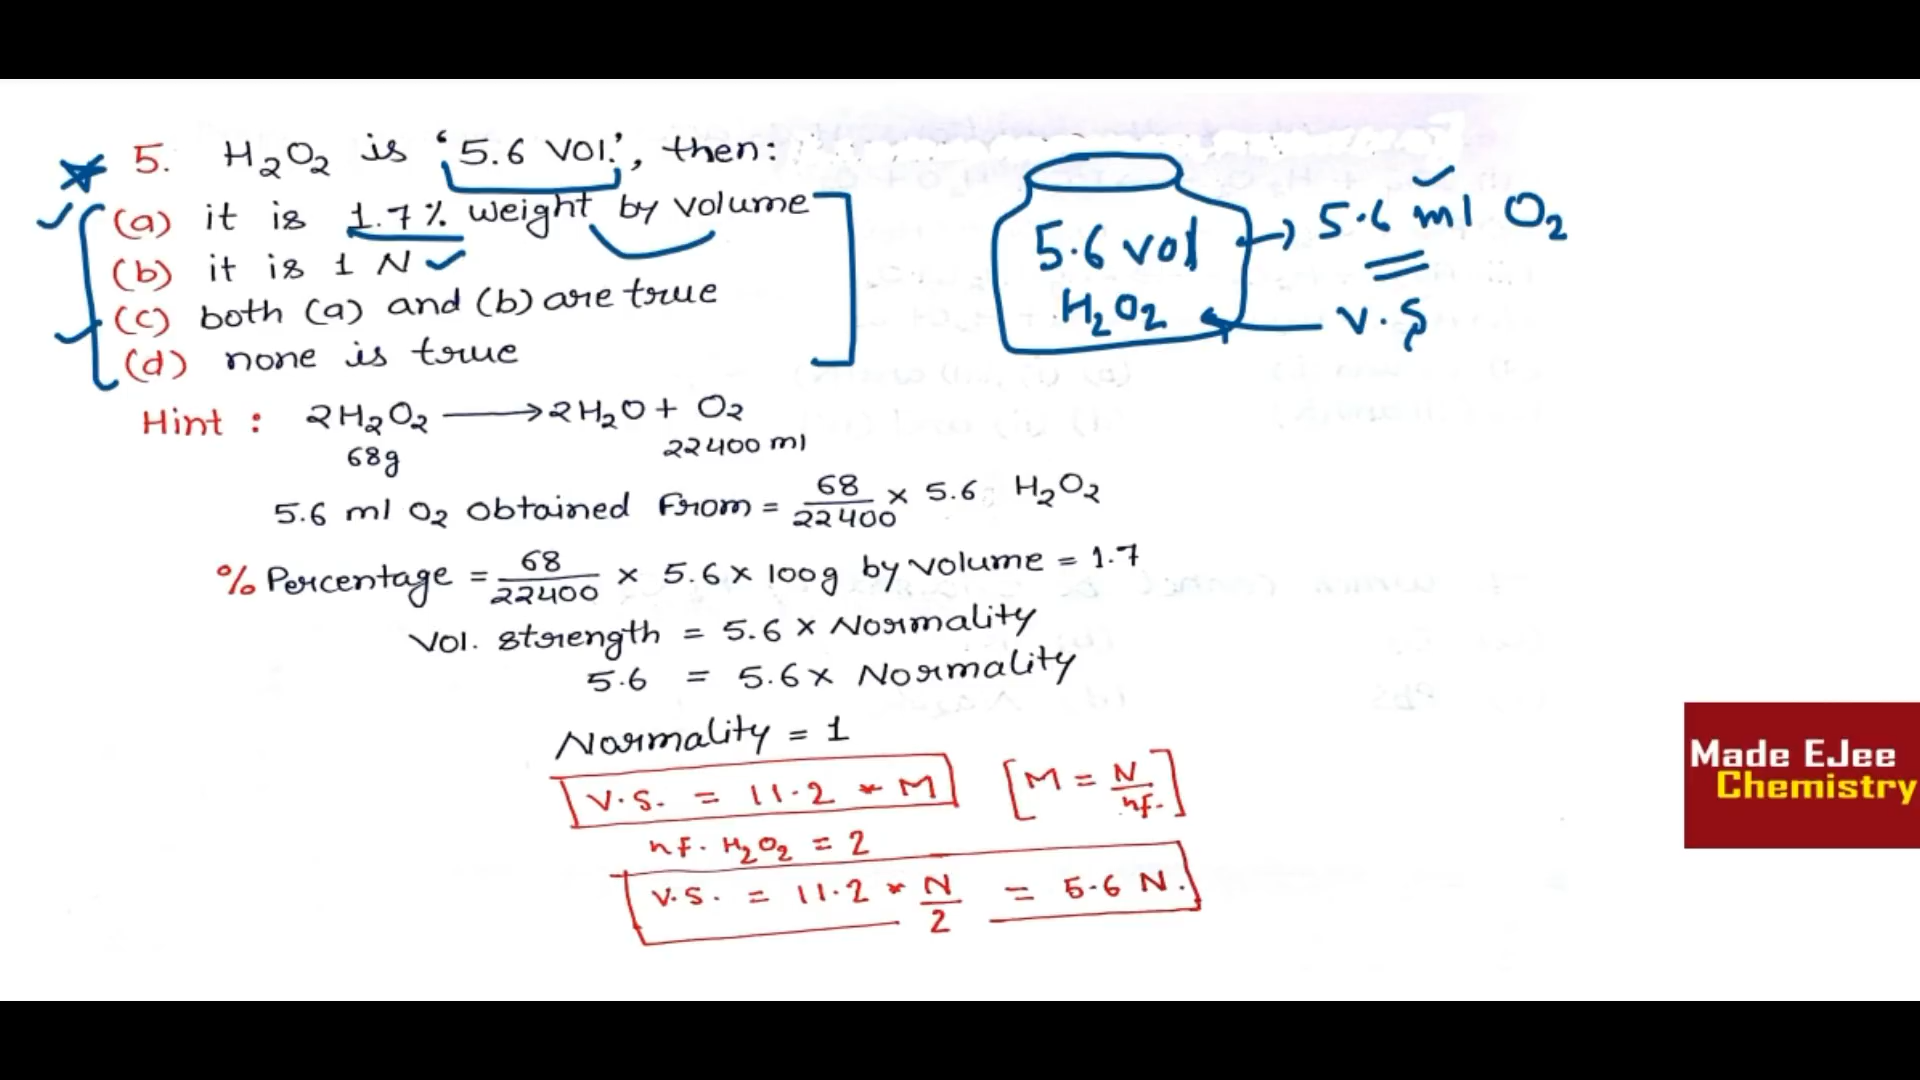 5. H₂O₂ is '5.6 Vol.', then:
(a) it is 1.7% weight by volume
(b) it is 1 N
(c) both (a) and (b) are true
(d) none is true
5.6 vol H₂O₂
5.6 ml O₂
V.S
Hint : 2H₂O₂ ⟶ 2H₂O + O₂
68g 22400 ml
5.6 ml O₂ obtained From = 68/22400 × 5.6 H₂O₂
% Percentage = 68/22400 × 5.6 × 100g by volume = 1.7
Vol. strength = 5.6 × Normality
5.6 = 5.6 × Normality
Normality = 1
V.S. = 11.2 * M [M = N/nf.]
nf. H₂O₂ = 2
V.S. = 11.2 * N/2 = 5.6 N.
Made EJee
Chemistry